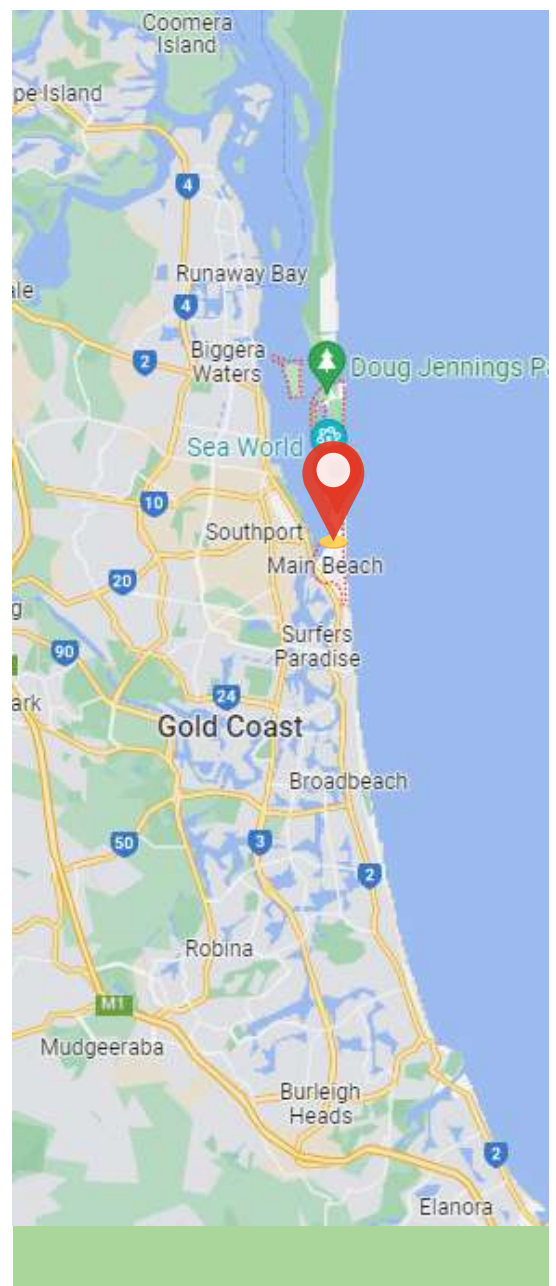 Coomera
Island
pe Island
4
Runaway Bay
ale
4
Biggera
Waters
2
Doug Jennings Pa
Sea World
10
Southport
Main Beach
20
g
Surfers
Paradise
90
ark
24
Gold Coast
Broadbeach
50
3
2
Robina
M1
Mudgeeraba
Burleigh
Heads
2
Elanora